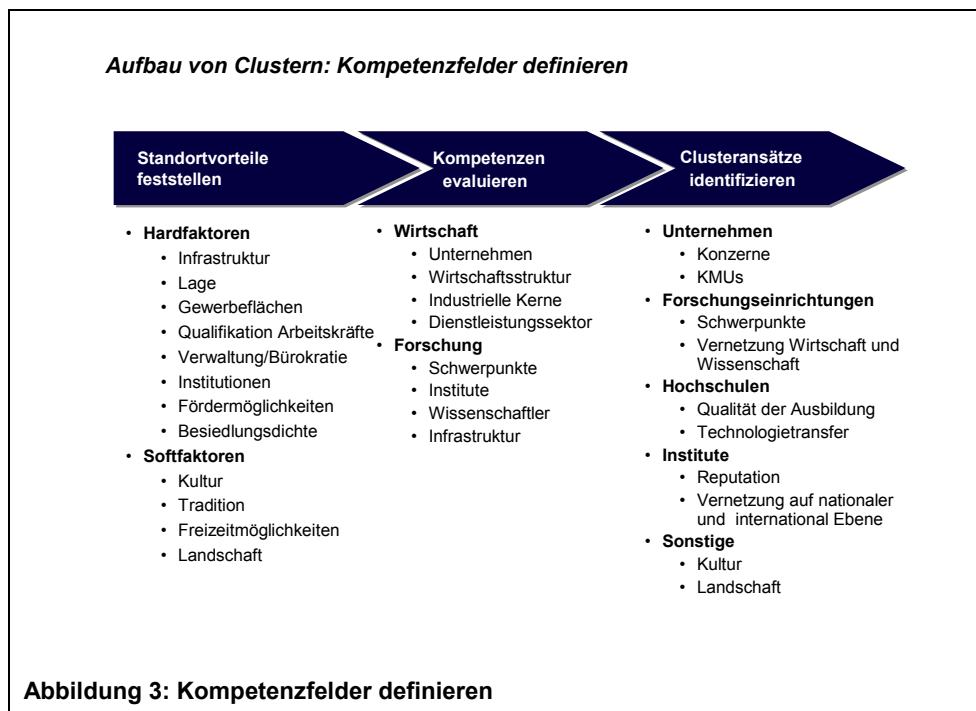 Aufbau von Clustern: Kompetenzfelder definieren
Standortvorteile
feststellen
Kompetenzen
evaluieren
Clusteransätze
identifizieren
• Hardfaktoren
• Infrastruktur
• Lage
• Gewerbeflächen
• Qualifikation Arbeitskräfte
• Verwaltung/Bürokratie
• Institutionen
• Fördermöglichkeiten
• Besiedlungsdichte
• Softfaktoren
• Kultur
• Tradition
• Freizeitmöglichkeiten
• Landschaft
• Wirtschaft
• Unternehmen
• Wirtschaftsstruktur
• Industrielle Kerne
• Dienstleistungssektor
• Forschung
• Schwerpunkte
• Institute
• Wissenschaftler
• Infrastruktur
• Unternehmen
• Konzerne
• KMUs
• Forschungseinrichtungen
• Schwerpunkte
• Vernetzung Wirtschaft und
Wissenschaft
• Hochschulen
• Qualität der Ausbildung
• Technologietransfer
• Institute
• Reputation
• Vernetzung auf nationaler
und international Ebene
• Sonstige
• Kultur
• Landschaft
Abbildung 3: Kompetenzfelder definieren